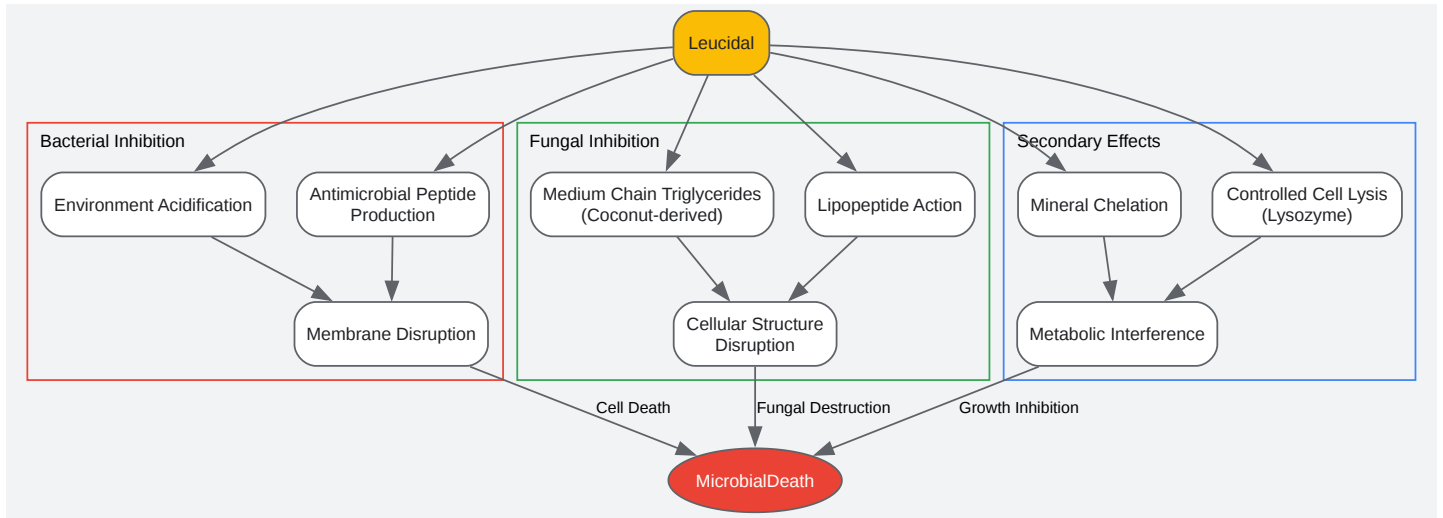 Leucidal
Bacterial Inhibition
Fungal Inhibition
Secondary Effects
Environment Acidification
Antimicrobial Peptide
Production
Medium Chain Triglycerides
(Coconut-derived)
Lipopeptide Action
Mineral Chelation
Controlled Cell Lysis
(Lysozyme)
Membrane Disruption
Cellular Structure
Disruption
Metabolic Interference
Cell Death
Fungal Destruction
Growth Inhibition
MicrobialDeath